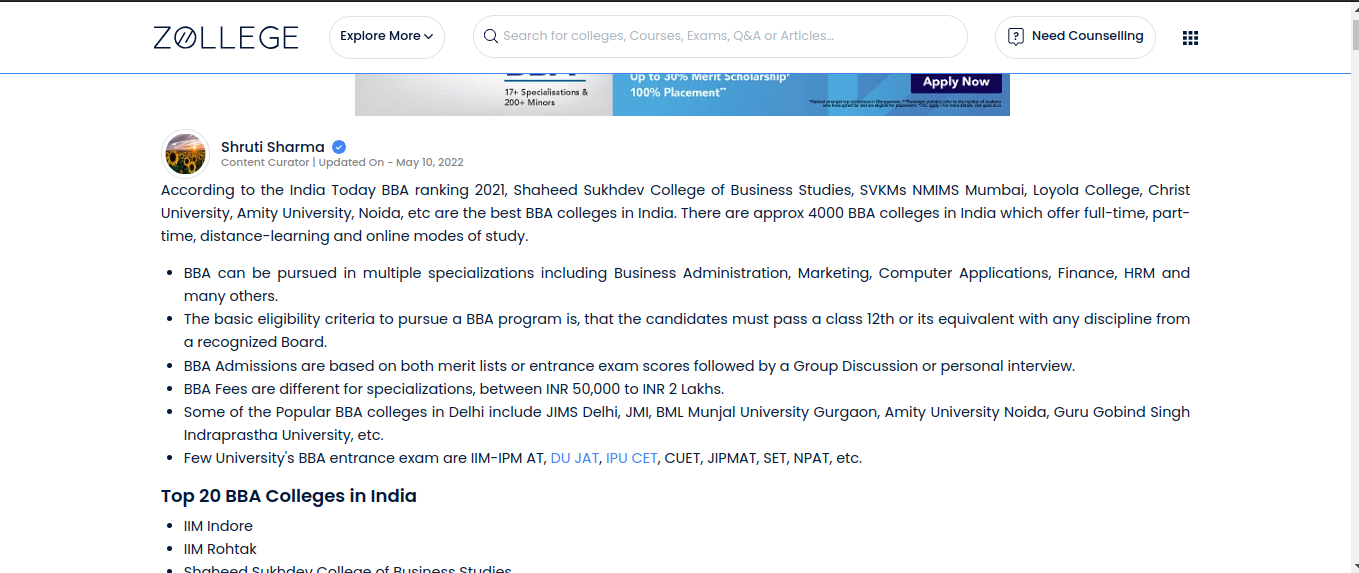 ZOLLEGE
Explore More
Search for colleges, Courses, Exams, Q&A or Articles...
Need Counselling
17+ Specialisations &
200+ Minors
Up to 30% Merit Scholarship*
100% Placement**
Apply Now
Shruti Sharma
Content Curator | Updated On - May 10, 2022
According to the India Today BBA ranking 2021, Shaheed Sukhdev College of Business Studies, SVKMs NMIMS Mumbai, Loyola College, Christ
University, Amity University, Noida, etc are the best BBA colleges in India. There are approx 4000 BBA colleges in India which offer full-time, part-
time, distance-learning and online modes of study.
• BBA can be pursued in multiple specializations including Business Administration, Marketing, Computer Applications, Finance, HRM and
many others.
• The basic eligibility criteria to pursue a BBA program is, that the candidates must pass a class 12th or its equivalent with any discipline from
a recognized Board.
• BBA Admissions are based on both merit lists or entrance exam scores followed by a Group Discussion or personal interview.
• BBA Fees are different for specializations, between INR 50,000 to INR 2 Lakhs.
• Some of the Popular BBA colleges in Delhi include JIMS Delhi, JMI, BML Munjal University Gurgaon, Amity University Noida, Guru Gobind Singh
Indraprastha University, etc.
• Few University's BBA entrance exam are IIM-IPM AT, DU JAT, IPU CET, CUET, JIPMAT, SET, NPAT, etc.
Top 20 BBA Colleges in India
• IIM Indore
• IIM Rohtak
• Shaheed Sukhdev College of Business Studies